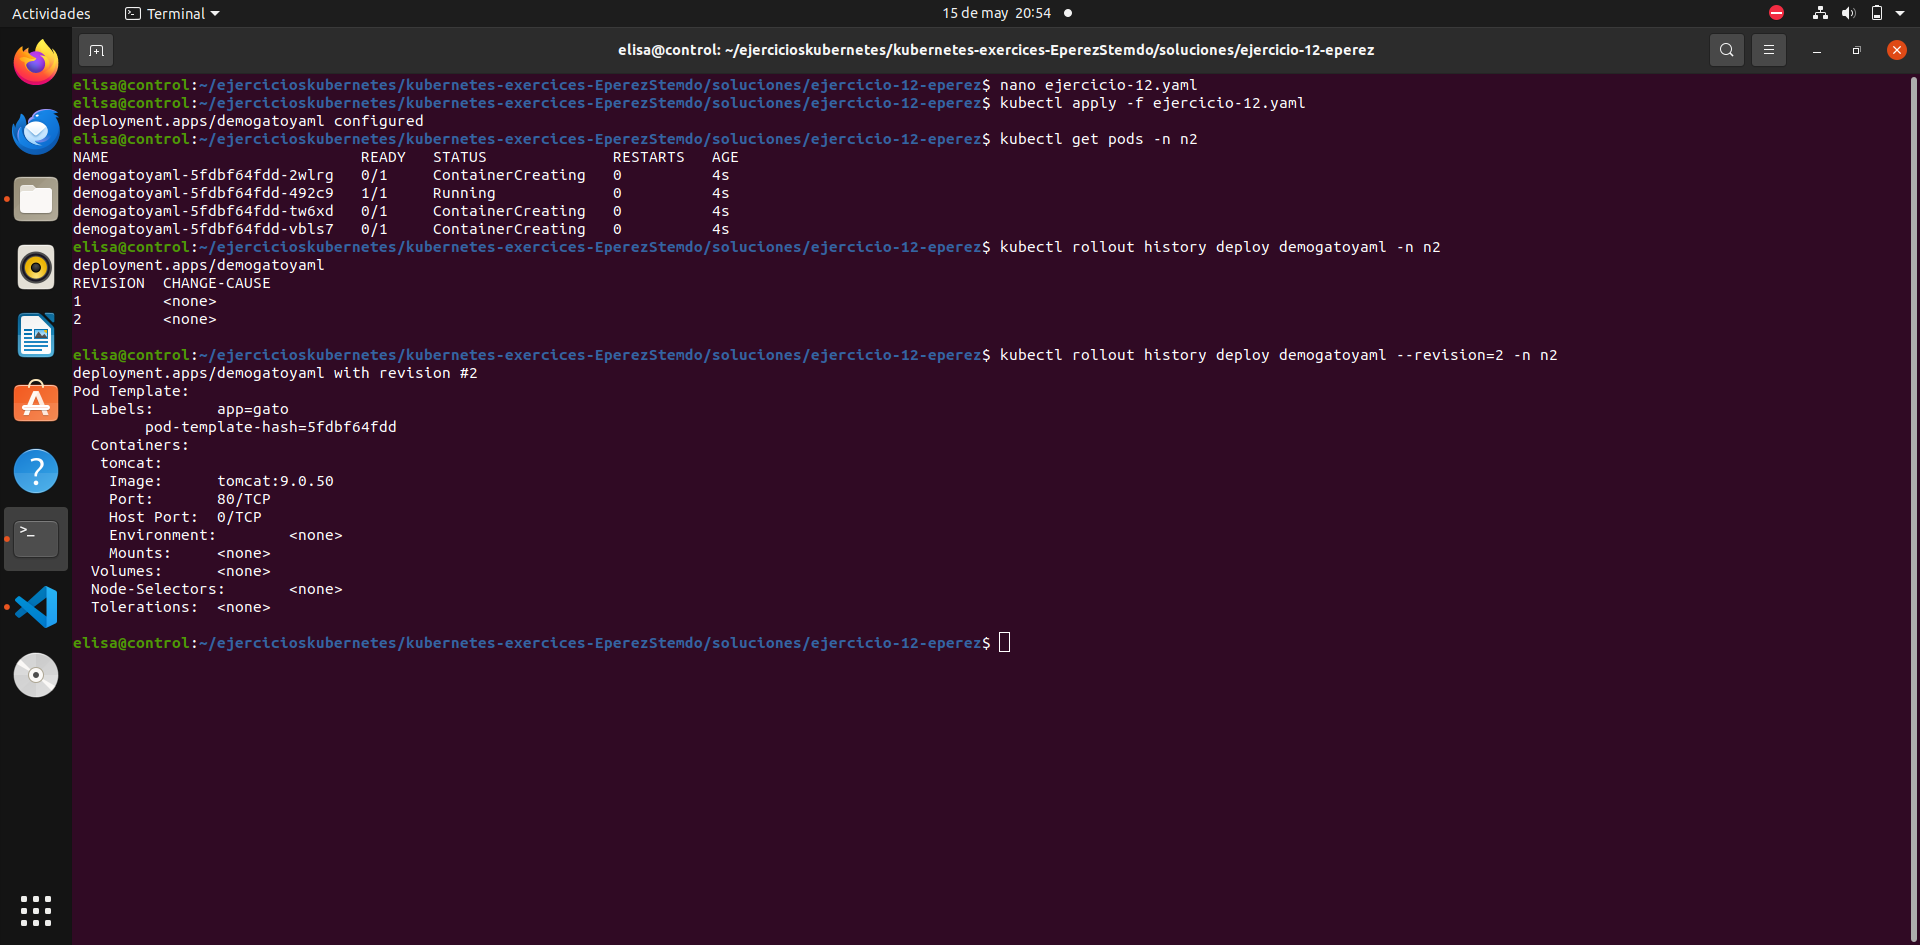 Actividades
Terminal
15 de may 20:54
elisa@control: ~/ejercicioskubernetes/kubernetes-exercices-EperezStemdo/soluciones/ejercicio-12-eperez
elisa@control:~/ejercicioskubernetes/kubernetes-exercices-EperezStemdo/soluciones/ejercicio-12-eperez$ nano ejercicio-12.yaml
elisa@control:~/ejercicioskubernetes/kubernetes-exercices-EperezStemdo/soluciones/ejercicio-12-eperez$ kubectl apply -f ejercicio-12.yaml
deployment.apps/demogatoyaml configured
elisa@control:~/ejercicioskubernetes/kubernetes-exercices-EperezStemdo/soluciones/ejercicio-12-eperez$ kubectl get pods -n n2
NAME                            READY   STATUS              RESTARTS   AGE
demogatoyaml-5fdbf64fdd-2wlrg   0/1     ContainerCreating   0          4s
demogatoyaml-5fdbf64fdd-492c9   1/1     Running             0          4s
demogatoyaml-5fdbf64fdd-tw6xd   0/1     ContainerCreating   0          4s
demogatoyaml-5fdbf64fdd-vbls7   0/1     ContainerCreating   0          4s
elisa@control:~/ejercicioskubernetes/kubernetes-exercices-EperezStemdo/soluciones/ejercicio-12-eperez$ kubectl rollout history deploy demogatoyaml -n n2
deployment.apps/demogatoyaml
REVISION  CHANGE-CAUSE
1         <none>
2         <none>
elisa@control:~/ejercicioskubernetes/kubernetes-exercices-EperezStemdo/soluciones/ejercicio-12-eperez$ kubectl rollout history deploy demogatoyaml --revision=2 -n n2
deployment.apps/demogatoyaml with revision #2
Pod Template:
  Labels:       app=gato
        pod-template-hash=5fdbf64fdd
  Containers:
   tomcat:
    Image:      tomcat:9.0.50
    Port:       80/TCP
    Host Port:  0/TCP
    Environment:        <none>
    Mounts:     <none>
  Volumes:      <none>
  Node-Selectors:       <none>
  Tolerations:  <none>
elisa@control:~/ejercicioskubernetes/kubernetes-exercices-EperezStemdo/soluciones/ejercicio-12-eperez$